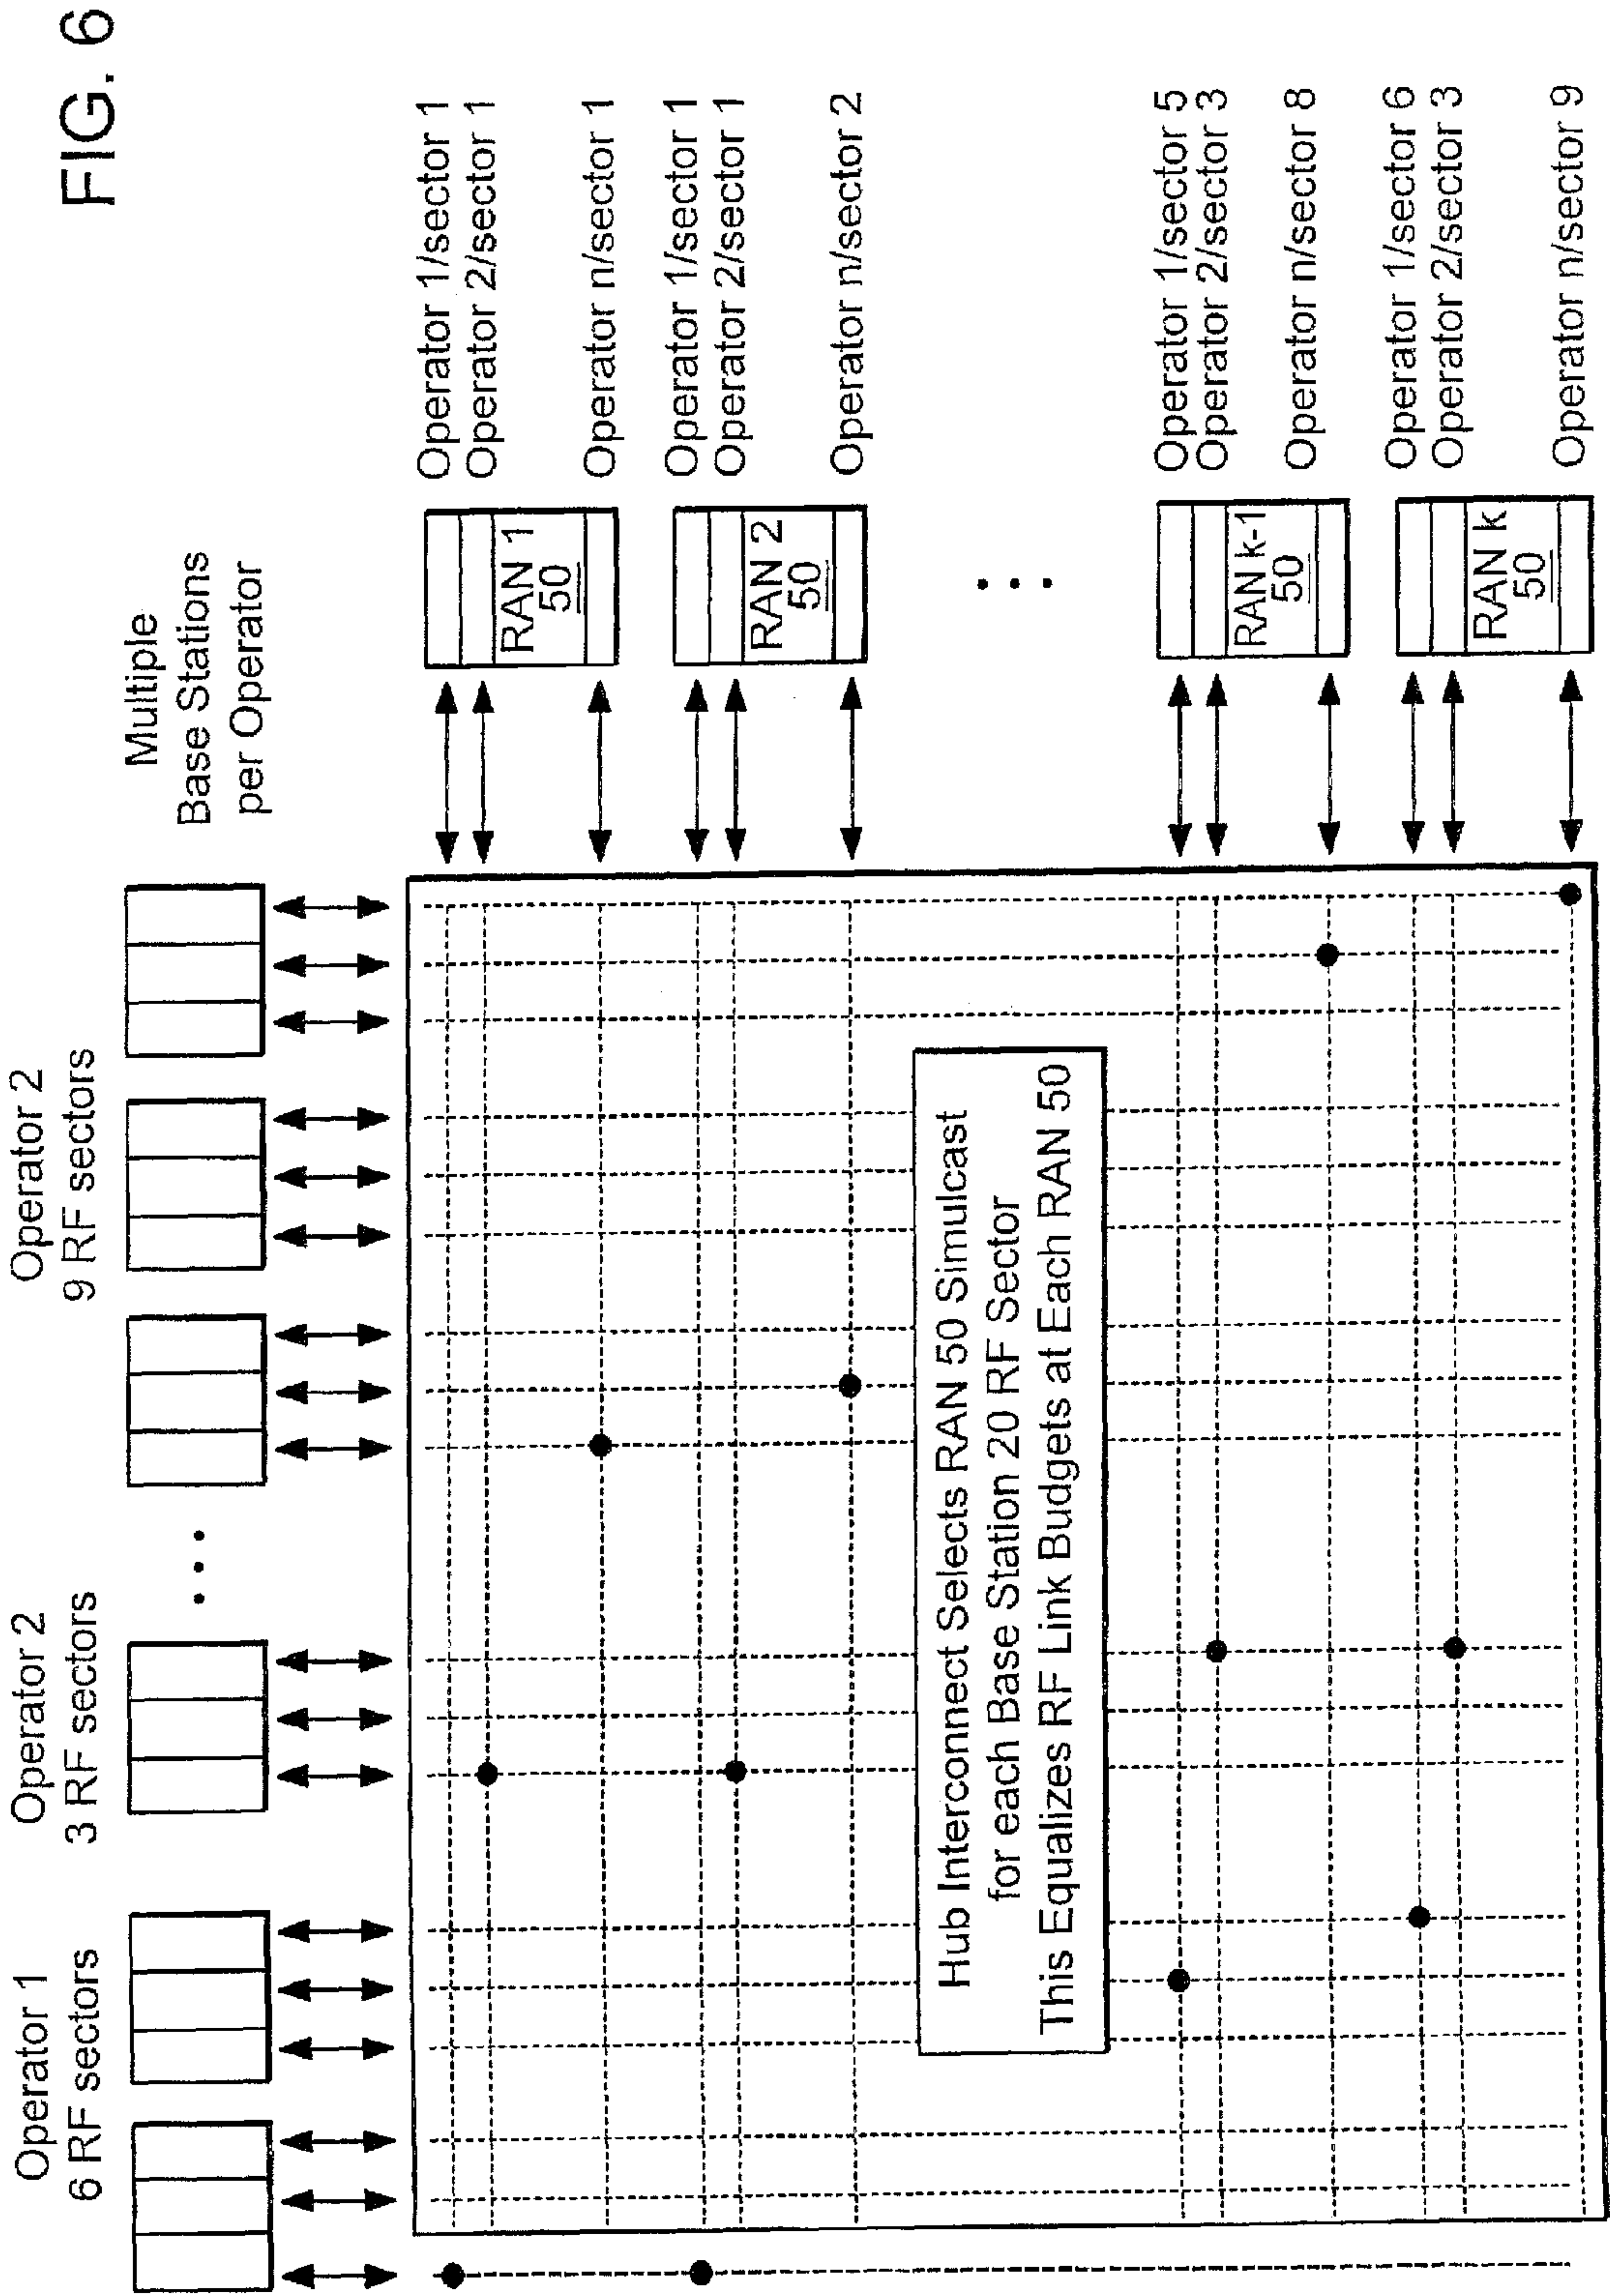 FIG. 6
Multiple
Base Stations
per Operator
Operator 1
6 RF sectors
Operator 2
3 RF sectors
...
Operator 2
9 RF sectors
Operator 1/sector 1
Operator 2/sector 1
RAN 1
50
Operator n/sector 1
Operator 1/sector 1
Operator 2/sector 1
RAN 2
50
Operator n/sector 2
...
Operator 1/sector 5
Operator 2/sector 3
RAN k-1
50
Operator n/sector 8
Operator 1/sector 6
Operator 2/sector 3
RAN k
50
Operator n/sector 9
Hub Interconnect Selects RAN 50 Simulcast
for each Base Station 20 RF Sector
This Equalizes RF Link Budgets at Each RAN 50